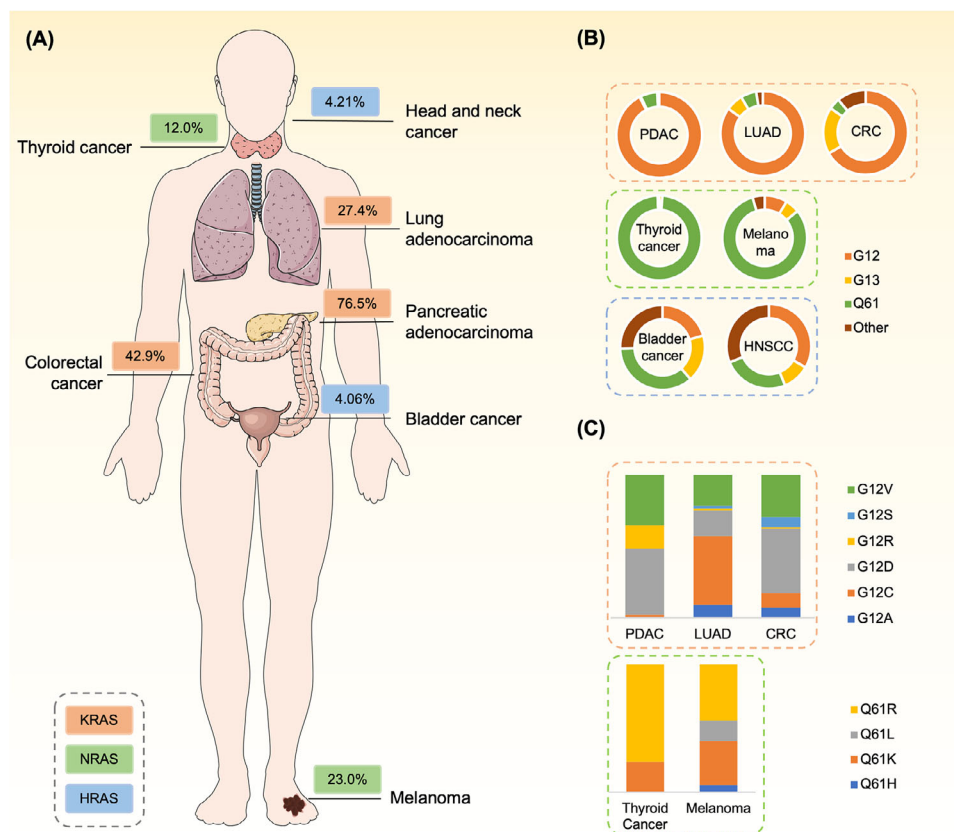 (A)
4.21%
Head and neck
cancer
12.0%
Thyroid cancer
27.4%
Lung
adenocarcinoma
76.5%
Pancreatic
adenocarcinoma
42.9%
Colorectal
cancer
4.06%
Bladder cancer
23.0%
Melanoma
KRAS
NRAS
HRAS
(B)
PDAC
LUAD
CRC
Thyroid
cancer
Melano
ma
Bladder
cancer
HNSCC
G12
G13
Q61
Other
(C)
PDAC
LUAD
CRC
G12V
G12S
G12R
G12D
G12C
G12A
Thyroid
Cancer
Melanoma
Q61R
Q61L
Q61K
Q61H